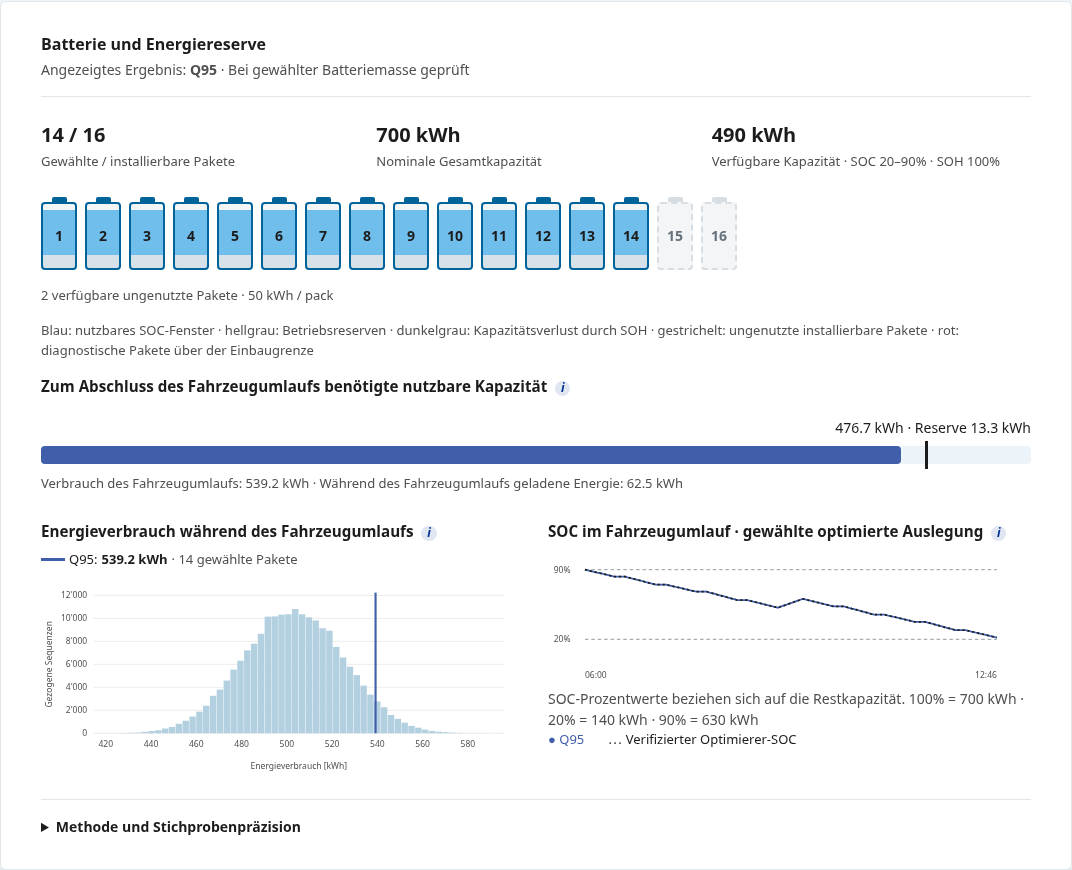 Batterie und Energiereserve
Angezeigtes Ergebnis: Q95 · Bei gewählter Batteriemasse geprüft
14 / 16
Gewählte / installierbare Pakete
700 kWh
Nominale Gesamtkapazität
490 kWh
Verfügbare Kapazität · SOC 20–90% · SOH 100%
1 2 3 4 5 6 7 8 9 10 11 12 13 14 15 16
2 verfügbare ungenutzte Pakete · 50 kWh / pack
Blau: nutzbares SOC-Fenster · hellgrau: Betriebsreserven · dunkelgrau: Kapazitätsverlust durch SOH · gestrichelt: ungenutzte installierbare Pakete · rot:
diagnostische Pakete über der Einbaugrenze
Zum Abschluss des Fahrzeugumlaufs benötigte nutzbare Kapazität i
476.7 kWh · Reserve 13.3 kWh
Verbrauch des Fahrzeugumlaufs: 539.2 kWh · Während des Fahrzeugumlaufs geladene Energie: 62.5 kWh
Energieverbrauch während des Fahrzeugumlaufs i
Q95: 539.2 kWh · 14 gewählte Pakete
12'000
10'000
8'000
6'000
4'000
2'000
0
Gezogene Sequenzen
420 440 460 480 500 520 540 560 580
Energieverbrauch [kWh]
SOC im Fahrzeugumlauf · gewählte optimierte Auslegung i
90%
20%
06:00 12:46
SOC-Prozentwerte beziehen sich auf die Restkapazität. 100% = 700 kWh ·
20% = 140 kWh · 90% = 630 kWh
● Q95 … Verifizierter Optimierer-SOC
▶ Methode und Stichprobenpräzision